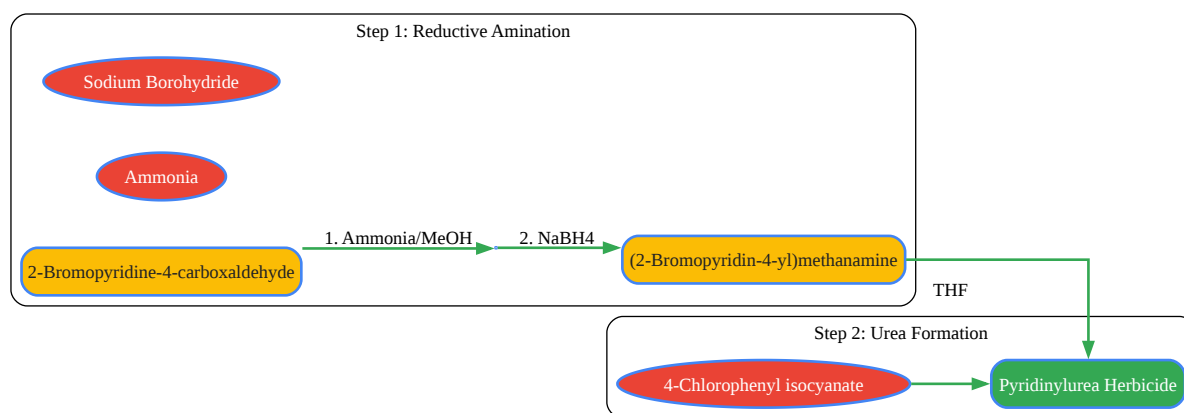 Step 1: Reductive Amination
Sodium Borohydride
Ammonia
1. Ammonia/MeOH
2. NaBH4
2-Bromopyridine-4-carboxaldehyde
(2-Bromopyridin-4-yl)methanamine
THF
Step 2: Urea Formation
4-Chlorophenyl isocyanate
Pyridinylurea Herbicide